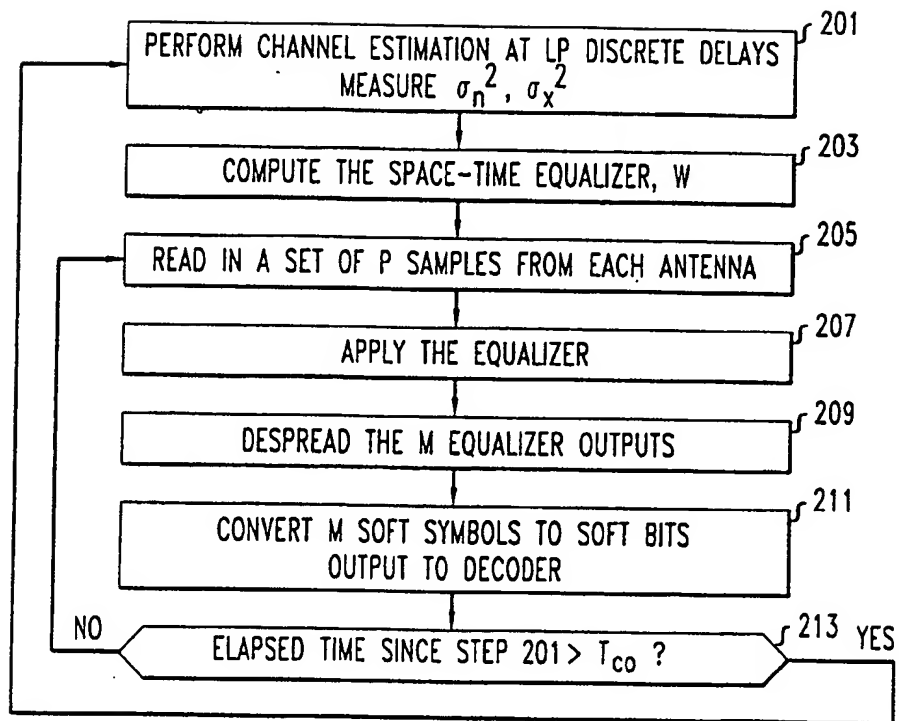 201
PERFORM CHANNEL ESTIMATION AT LP DISCRETE DELAYS
MEASURE σn², σx²
203
COMPUTE THE SPACE-TIME EQUALIZER, W
205
READ IN A SET OF P SAMPLES FROM EACH ANTENNA
207
APPLY THE EQUALIZER
209
DESPREAD THE M EQUALIZER OUTPUTS
211
CONVERT M SOFT SYMBOLS TO SOFT BITS
OUTPUT TO DECODER
213
NO
ELAPSED TIME SINCE STEP 201 > Tco ?
YES